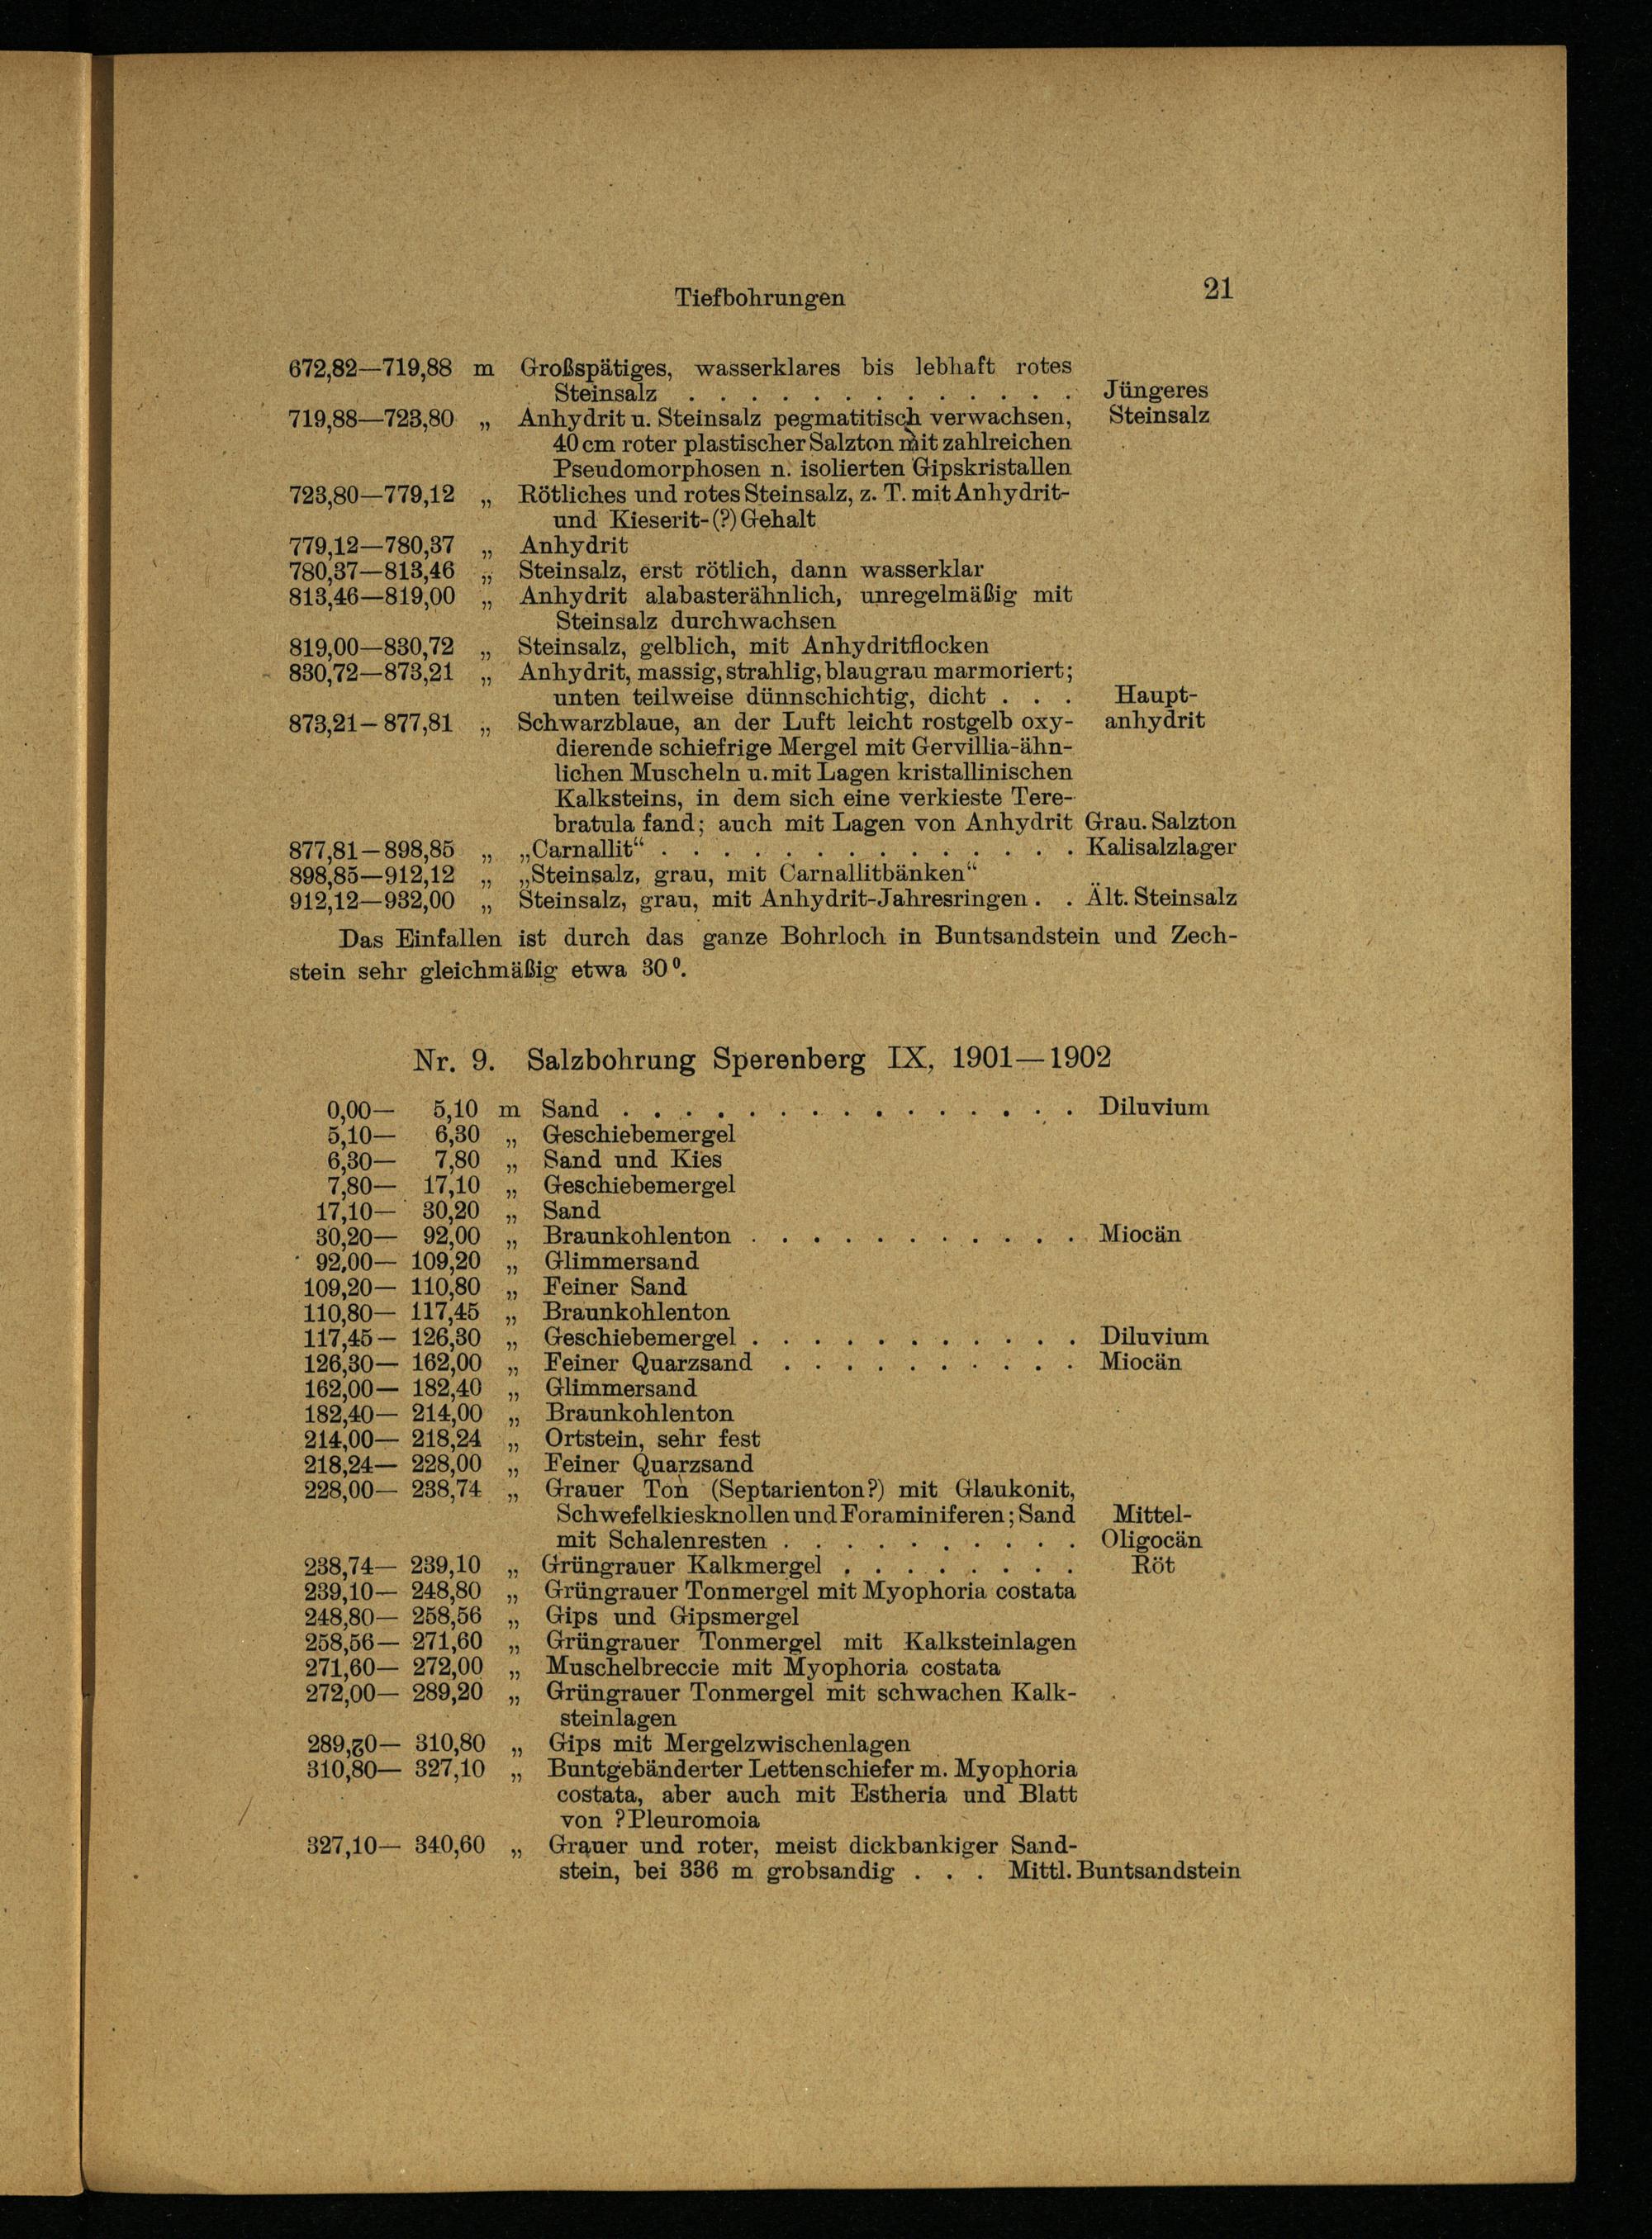 Tiefbohrungen 21
672,82—719,88 m Großspätiges, wasserklares bis lebhaft rotes
Steinsalz . . . . . . . . . . . . . Jüngeres
719,88—723,80 „ Anhydrit u. Steinsalz pegmatitisch verwachsen, Steinsalz
40 cm roter plastischer Salzton mit zahlreichen
Pseudomorphosen n. isolierten Gipskristallen
723,80—779,12 „ Rötliches und rotes Steinsalz, z. T. mit Anhydrit-
und Kieserit-(?) Gehalt
779,12—780,37 „ Anhydrit
780,37—813,46 „ Steinsalz, erst rötlich, dann wasserklar
813,46—819,00 „ Anhydrit alabasterähnlich, unregelmäßig mit
Steinsalz durchwachsen
819,00—830,72 „ Steinsalz, gelblich, mit Anhydritflocken
830,72—873,21 „ Anhydrit, massig, strahlig, blaugrau marmoriert;
unten teilweise dünnschichtig, dicht . . . Haupt-
873,21—877,81 „ Schwarzblaue, an der Luft leicht rostgelb oxy- anhydrit
dierende schiefrige Mergel mit Gervillia-ähn-
lichen Muscheln u. mit Lagen kristallinischen
Kalksteins, in dem sich eine verkieste Tere-
bratula fand; auch mit Lagen von Anhydrit Grau. Salzton
877,81—898,85 „ „Carnallit“ . . . . . . . . . . . . . . Kalisalzlager
898,85—912,12 „ „Steinsalz, grau, mit Carnallitbänken“
912,12—932,00 „ Steinsalz, grau, mit Anhydrit-Jahresringen . . Ält. Steinsalz
Das Einfallen ist durch das ganze Bohrloch in Buntsandstein und Zech-
stein sehr gleichmäßig etwa 30⁰.
Nr. 9. Salzbohrung Sperenberg IX, 1901—1902
0,00— 5,10 m Sand . . . . . . . . . . . . . . . Diluvium
5,10— 6,30 „ Geschiebemergel
6,30— 7,80 „ Sand und Kies
7,80— 17,10 „ Geschiebemergel
17,10— 30,20 „ Sand
30,20— 92,00 „ Braunkohlenton . . . . . . . . . . . Miocän
92,00— 109,20 „ Glimmersand
109,20— 110,80 „ Feiner Sand
110,80— 117,45 „ Braunkohlenton
117,45— 126,30 „ Geschiebemergel . . . . . . . . . . . Diluvium
126,30— 162,00 „ Feiner Quarzsand . . . . . . . . . . Miocän
162,00— 182,40 „ Glimmersand
182,40— 214,00 „ Braunkohlenton
214,00— 218,24 „ Ortstein, sehr fest
218,24— 228,00 „ Feiner Quarzsand
228,00— 238,74 „ Grauer Ton (Septarienton?) mit Glaukonit,
Schwefelkiesknollen und Foraminiferen; Sand Mittel-
mit Schalenresten . . . . . . . . . . Oligocän
238,74— 239,10 „ Grüngrauer Kalkmergel . . . . . . . . Röt
239,10— 248,80 „ Grüngrauer Tonmergel mit Myophoria costata
248,80— 258,56 „ Gips und Gipsmergel
258,56— 271,60 „ Grüngrauer Tonmergel mit Kalksteinlagen
271,60— 272,00 „ Muschelbreccie mit Myophoria costata
272,00— 289,20 „ Grüngrauer Tonmergel mit schwachen Kalk-
steinlagen
289,20— 310,80 „ Gips mit Mergelzwischenlagen
310,80— 327,10 „ Buntgebänderter Lettenschiefer m. Myophoria
costata, aber auch mit Estheria und Blatt
von ?Pleuromoia
327,10— 340,60 „ Grauer und roter, meist dickbankiger Sand-
stein, bei 336 m grobsandig . . . Mittl. Buntsandstein